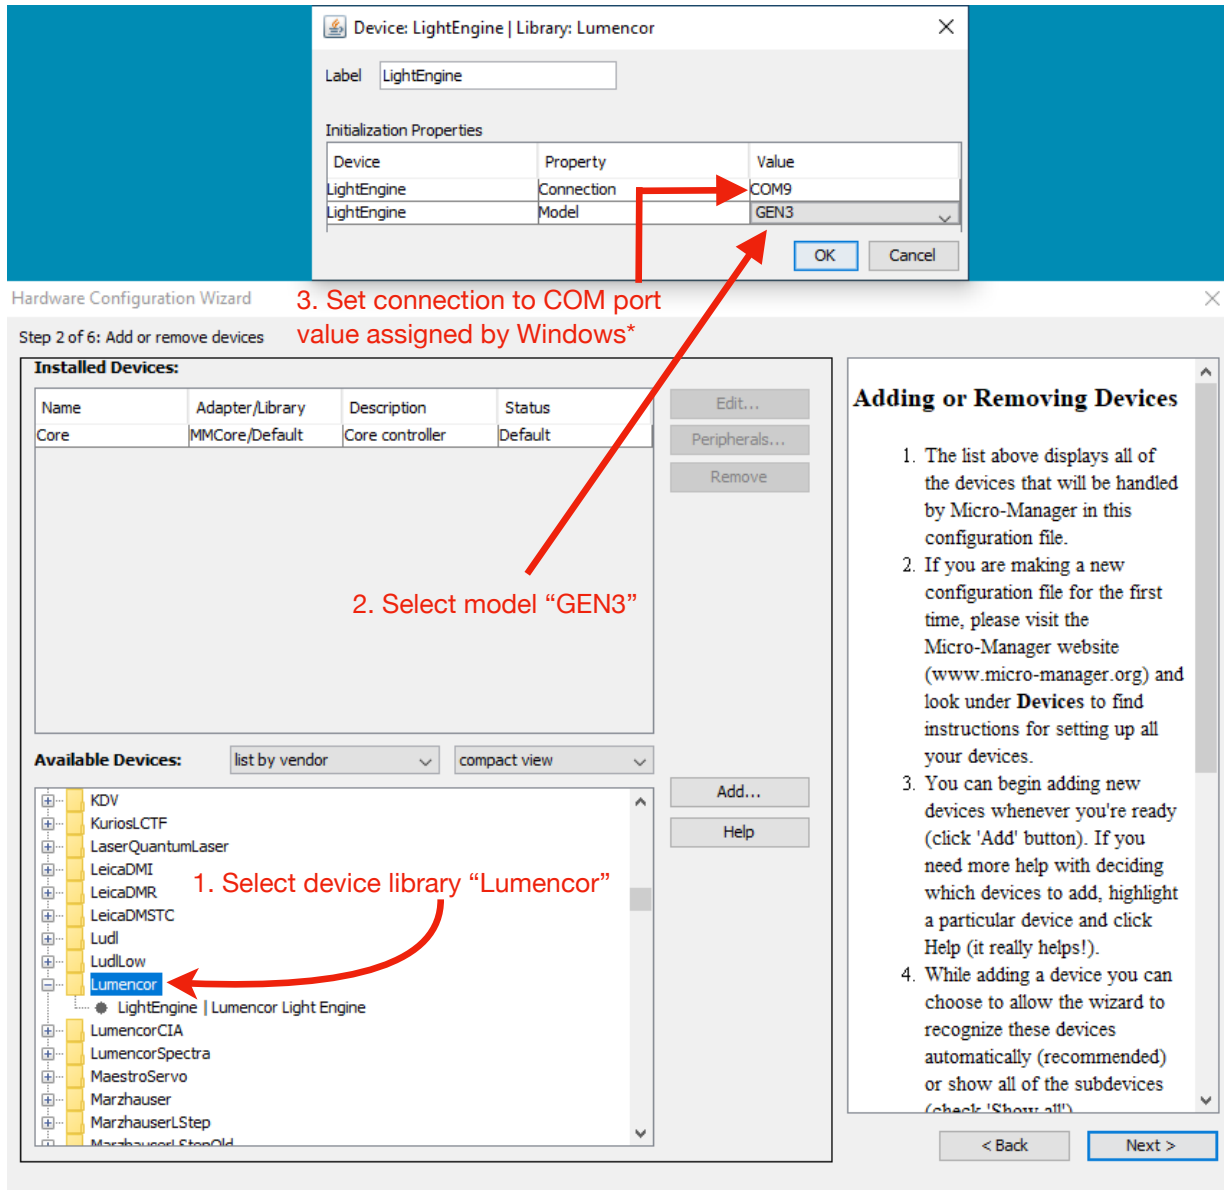 Device: LightEngine | Library: Lumencor
Label LightEngine
Initialization Properties
Device Property Value
LightEngine Connection COM9
LightEngine Model GEN3
OK Cancel
Hardware Configuration Wizard
3. Set connection to COM port
value assigned by Windows*
Step 2 of 6: Add or remove devices
Installed Devices:
Name Adapter/Library Description Status
Core MMCore/Default Core controller Default
Edit...
Peripherals...
Remove
2. Select model “GEN3”
Available Devices: list by vendor compact view
KDV
KuriosLCTF
LaserQuantumLaser
LeicaDMI
LeicaDMR
LeicaDMSTC
Ludl
LudlLow
Lumencor
LightEngine | Lumencor Light Engine
LumencorCIA
LumencorSpectra
MaestroServo
Marzhauser
MarzhauserLStep
MarzhauserLStepOld
1. Select device library “Lumencor”
Add...
Help
Adding or Removing Devices
1. The list above displays all of
the devices that will be handled
by Micro-Manager in this
configuration file.
2. If you are making a new
configuration file for the first
time, please visit the
Micro-Manager website
(www.micro-manager.org) and
look under Devices to find
instructions for setting up all
your devices.
3. You can begin adding new
devices whenever you're ready
(click 'Add' button). If you
need more help with deciding
which devices to add, highlight
a particular device and click
Help (it really helps!).
4. While adding a device you can
choose to allow the wizard to
recognize these devices
automatically (recommended)
or show all of the subdevices
(check 'Show all')
< Back Next >